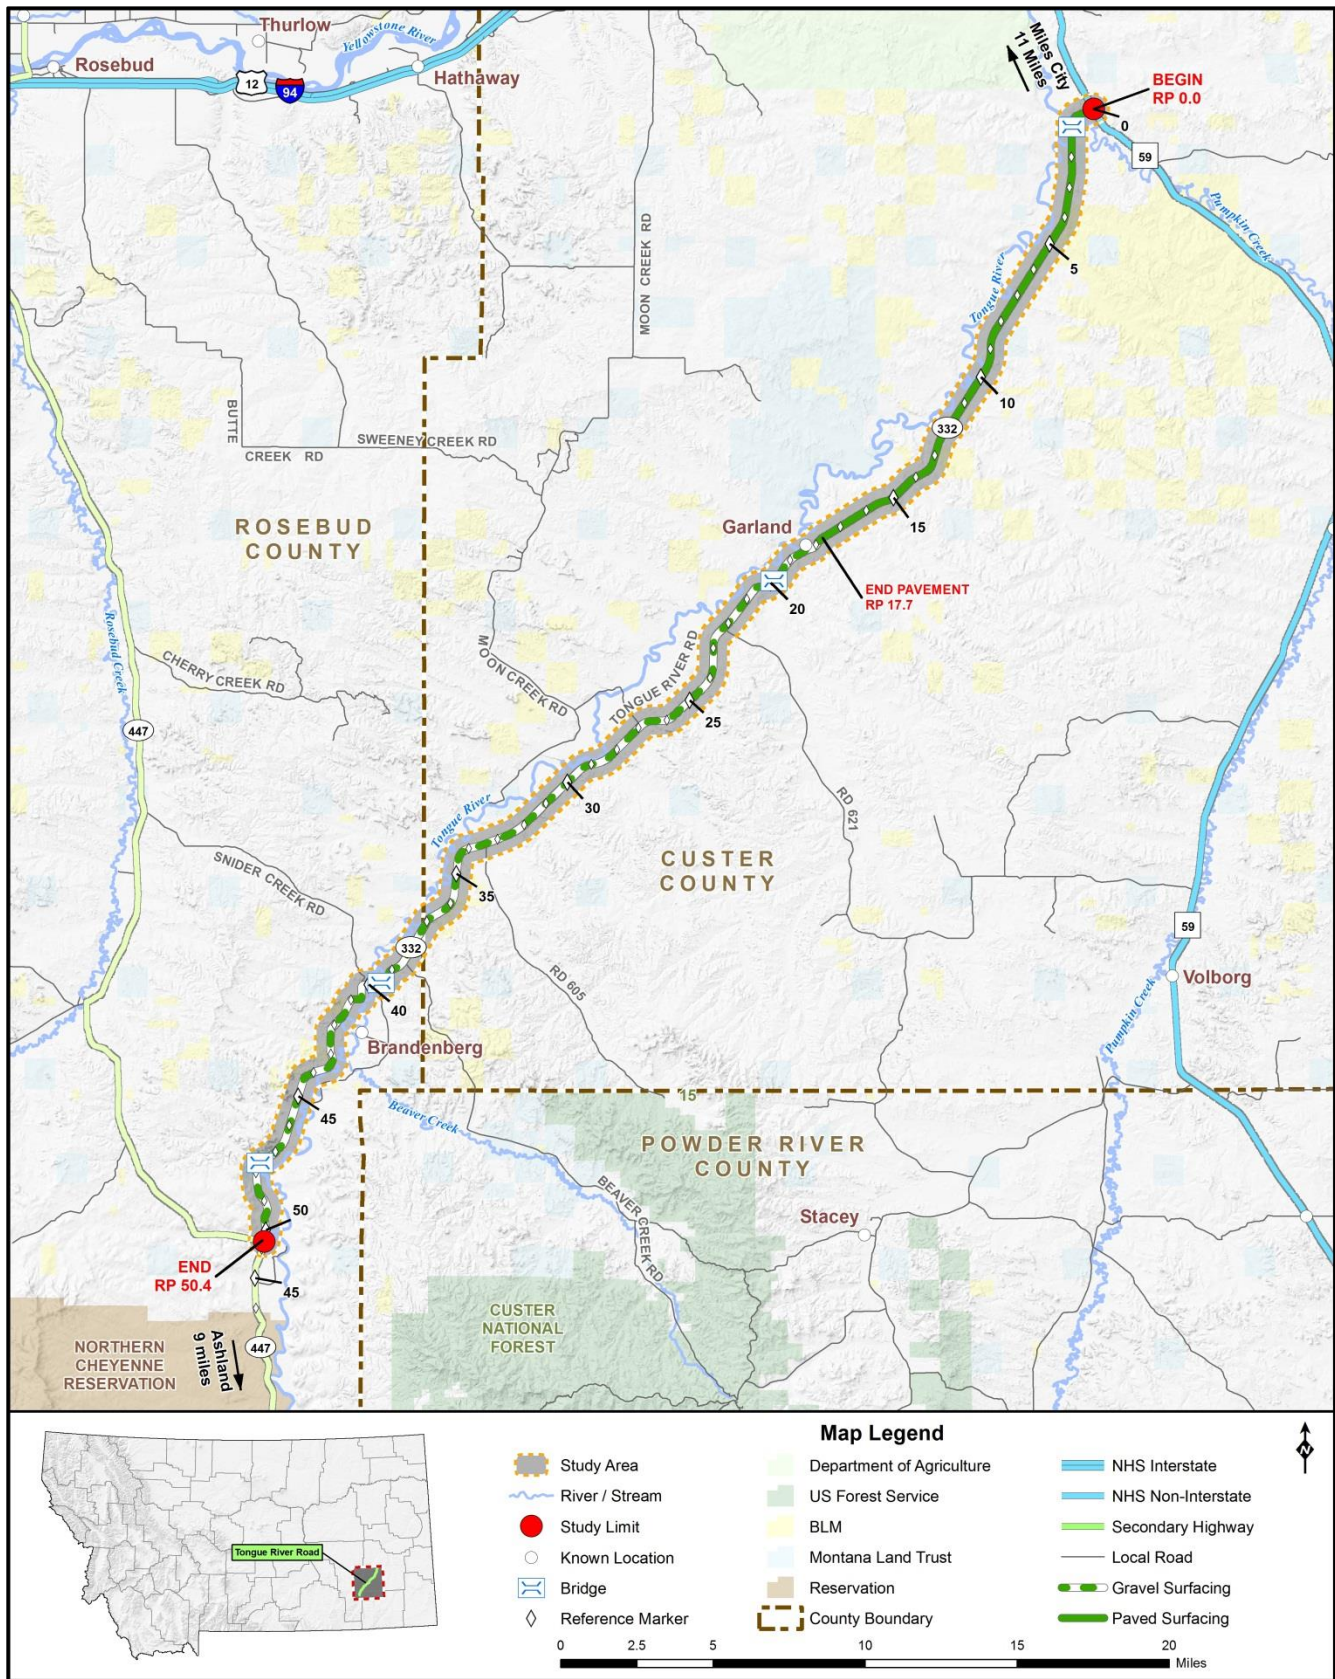 Thurlow
Yellowstone River
Rosebud
12
94
Hathaway
Miles City
11 Miles
BEGIN
RP 0.0
0
59
Pumpkin Creek
MOON CREEK RD
Tongue River
5
10
332
BUTTE
CREEK RD
SWEENEY CREEK RD
15
ROSEBUD
COUNTY
Garland
END PAVEMENT
RP 17.7
20
Rosebud Creek
CHERRY CREEK RD
MOON CREEK RD
TONGUE RIVER RD
25
447
RD 621
30
Tongue River
CUSTER
COUNTY
SNIDER CREEK RD
35
332
59
RD 605
Volborg
40
Brandenberg
Pumpkin Creek
45
15
Beaver Creek
POWDER RIVER
COUNTY
BEAVER CREEK RD
Stacey
50
END
RP 50.4
45
CUSTER
NATIONAL
FOREST
NORTHERN
CHEYENNE
RESERVATION
Ashland
9 miles
447
Map Legend
N
Tongue River Road
Study Area
River / Stream
Study Limit
Known Location
Bridge
Reference Marker
Department of Agriculture
US Forest Service
BLM
Montana Land Trust
Reservation
County Boundary
NHS Interstate
NHS Non-Interstate
Secondary Highway
Local Road
Gravel Surfacing
Paved Surfacing
0 2.5 5 10 15 20
Miles